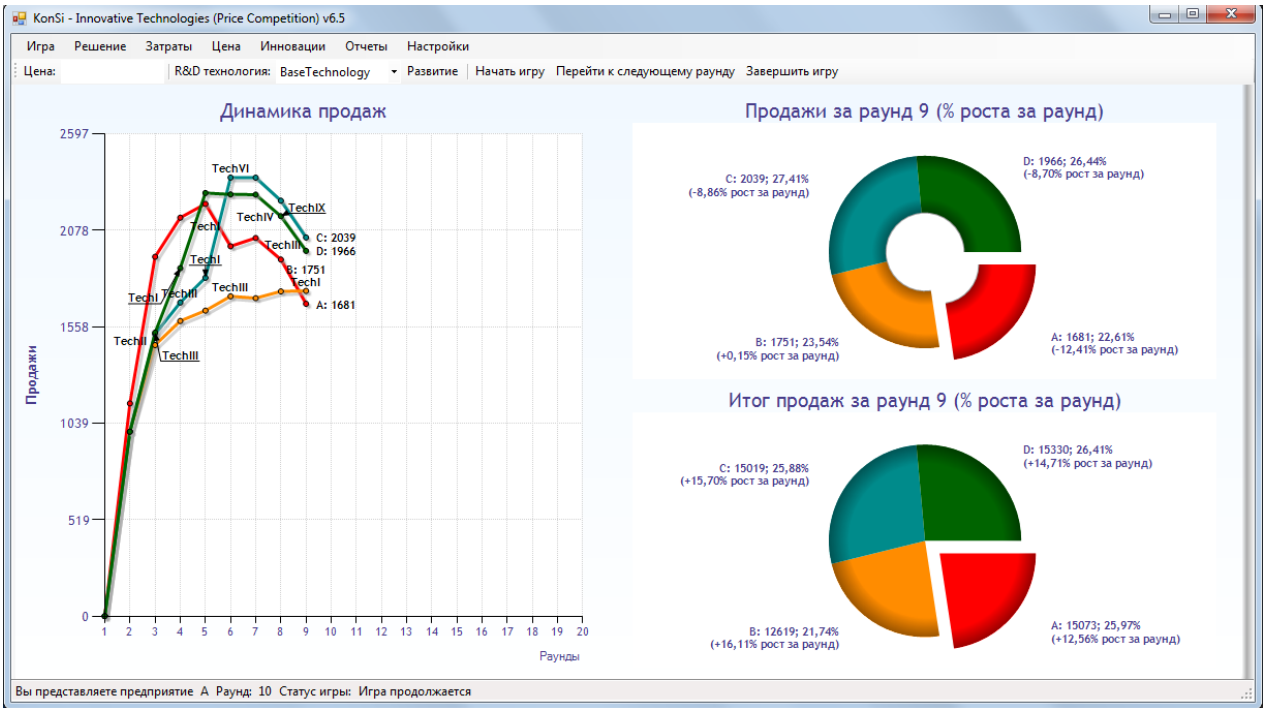 KonSi - Innovative Technologies (Price Competition) v6.5
Игра Решение Затраты Цена Инновации Отчеты Настройки
Цена: R&D технология: BaseTechnology Развитие Начать игру Перейти к следующему раунду Завершить игру
Динамика продаж
2597
2078
1558
1039
519
0
Продажи
1 2 3 4 5 6 7 8 9 10 11 12 13 14 15 16 17 18 19 20
Раунды
TechVI
TechIX
TechIV
TechI
TechIII
C: 2039
D: 1966
TechI
B: 1751
TechI
TechIII
TechI
TechIII
A: 1681
TechII
TechIII
Продажи за раунд 9 (% роста за раунд)
C: 2039; 27,41%
(-8,86% рост за раунд)
D: 1966; 26,44%
(-8,70% рост за раунд)
B: 1751; 23,54%
(+0,15% рост за раунд)
A: 1681; 22,61%
(-12,41% рост за раунд)
Итог продаж за раунд 9 (% роста за раунд)
C: 15019; 25,88%
(+15,70% рост за раунд)
D: 15330; 26,41%
(+14,71% рост за раунд)
B: 12619; 21,74%
(+16,11% рост за раунд)
A: 15073; 25,97%
(+12,56% рост за раунд)
Вы представляете предприятие A Раунд: 10 Статус игры: Игра продолжается